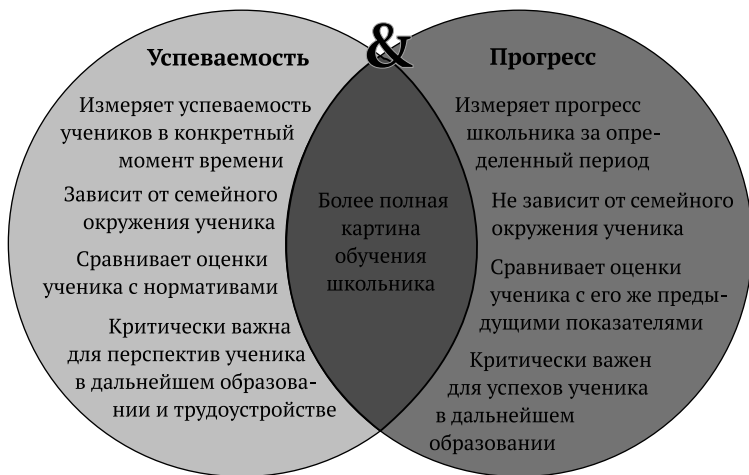 &
Успеваемость
Измеряет успеваемость
учеников в конкретный
момент времени
Зависит от семейного
окружения ученика
Сравнивает оценки
ученика с нормативами
Критически важна
для перспектив ученика
в дальнейшем образова-
нии и трудоустройстве
Более полная
картина
обучения
школьника
Прогресс
Измеряет прогресс
школьника за опре-
деленный период
Не зависит от семейного
окружения ученика
Сравнивает оценки
ученика с его же преды-
дущими показателями
Критически важен
для успехов ученика
в дальнейшем
образовании